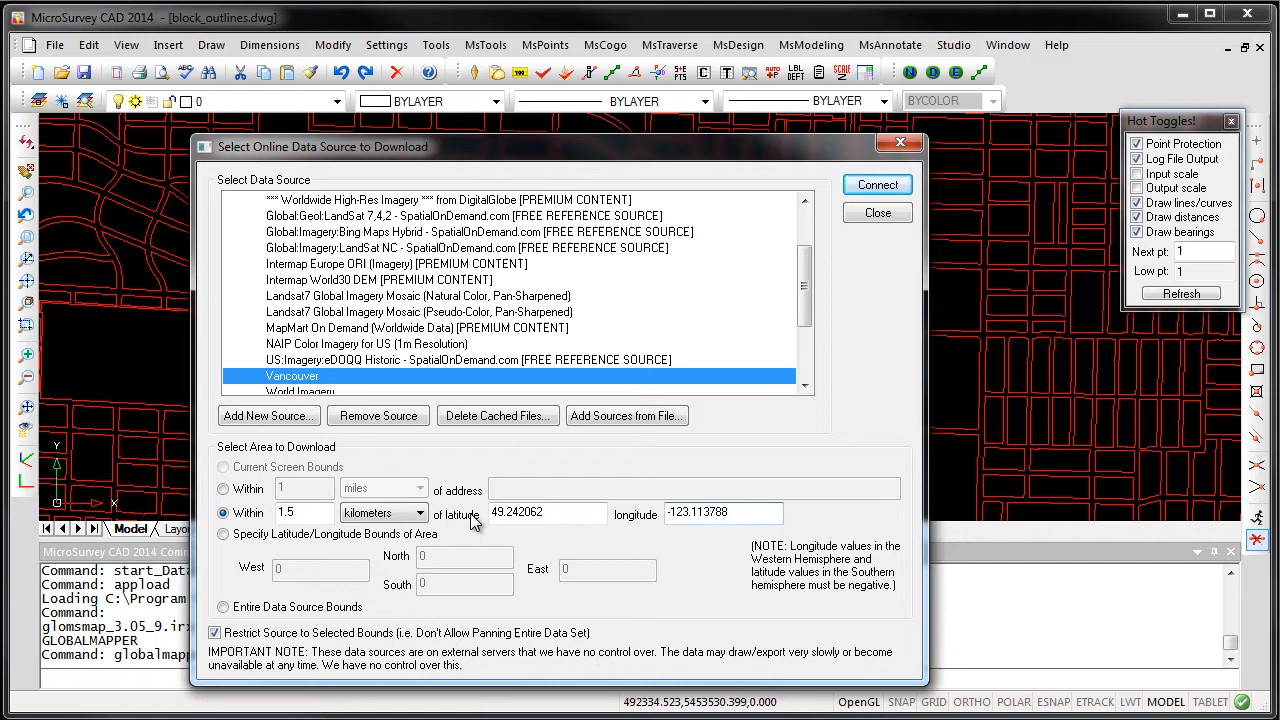 MicroSurvey CAD 2014 - [block_outlines.dwg]
File Edit View Insert Draw Dimensions Modify Settings Tools MsTools MsPoints MsCogo MsTraverse MsDesign MsModeling MsAnnotate Studio Window Help
0 BYLAYER BYLAYER BYLAYER BYCOLOR
Hot Toggles!
Point Protection
Log File Output
Input scale
Output scale
Draw lines/curves
Draw distances
Draw bearings
Next pt: 1
Low pt: 1
Refresh
Select Online Data Source to Download
Select Data Source
*** Worldwide High-Res Imagery *** from DigitalGlobe [PREMIUM CONTENT]
Global:Geol:LandSat 7,4,2 - SpatialOnDemand.com [FREE REFERENCE SOURCE]
Global:Imagery:Bing Maps Hybrid - SpatialOnDemand.com [FREE REFERENCE SOURCE]
Global:Imagery:LandSat NC - SpatialOnDemand.com [FREE REFERENCE SOURCE]
Intermap Europe ORI (Imagery) [PREMIUM CONTENT]
Intermap World30 DEM [PREMIUM CONTENT]
Landsat7 Global Imagery Mosaic (Natural Color, Pan-Sharpened)
Landsat7 Global Imagery Mosaic (Pseudo-Color, Pan-Sharpened)
MapMart On Demand (Worldwide Data) [PREMIUM CONTENT]
NAIP Color Imagery for US (1m Resolution)
US:Imagery:eDOQQ Historic - SpatialOnDemand.com [FREE REFERENCE SOURCE]
Vancouver
World Imagery
Connect
Close
Add New Source... Remove Source Delete Cached Files... Add Sources from File...
Select Area to Download
Current Screen Bounds
Within 1 miles of address
Within 1.5 kilometers of latitude 49.242062 longitude -123.113788
Specify Latitude/Longitude Bounds of Area
North 0
West 0 East 0
South 0
(NOTE: Longitude values in the
Western Hemisphere and
latitude values in the Southern
hemisphere must be negative.)
Entire Data Source Bounds
Restrict Source to Selected Bounds (i.e. Don't Allow Panning Entire Data Set)
IMPORTANT NOTE: These data sources are on external servers that we have no control over. The data may draw/export very slowly or become
unavailable at any time. We have no control over this.
Y
X
Model
MicroSurvey CAD 2014
Command: start_Data
Command: appload
Loading C:\Program
Command:
glomsmap_3.05_9.ir
GLOBALMAPPER
Command: globalmapp
492334.523,5453530.399,0.000 OpenGL SNAP GRID ORTHO POLAR ESNAP ETRACK LWT MODEL TABLET